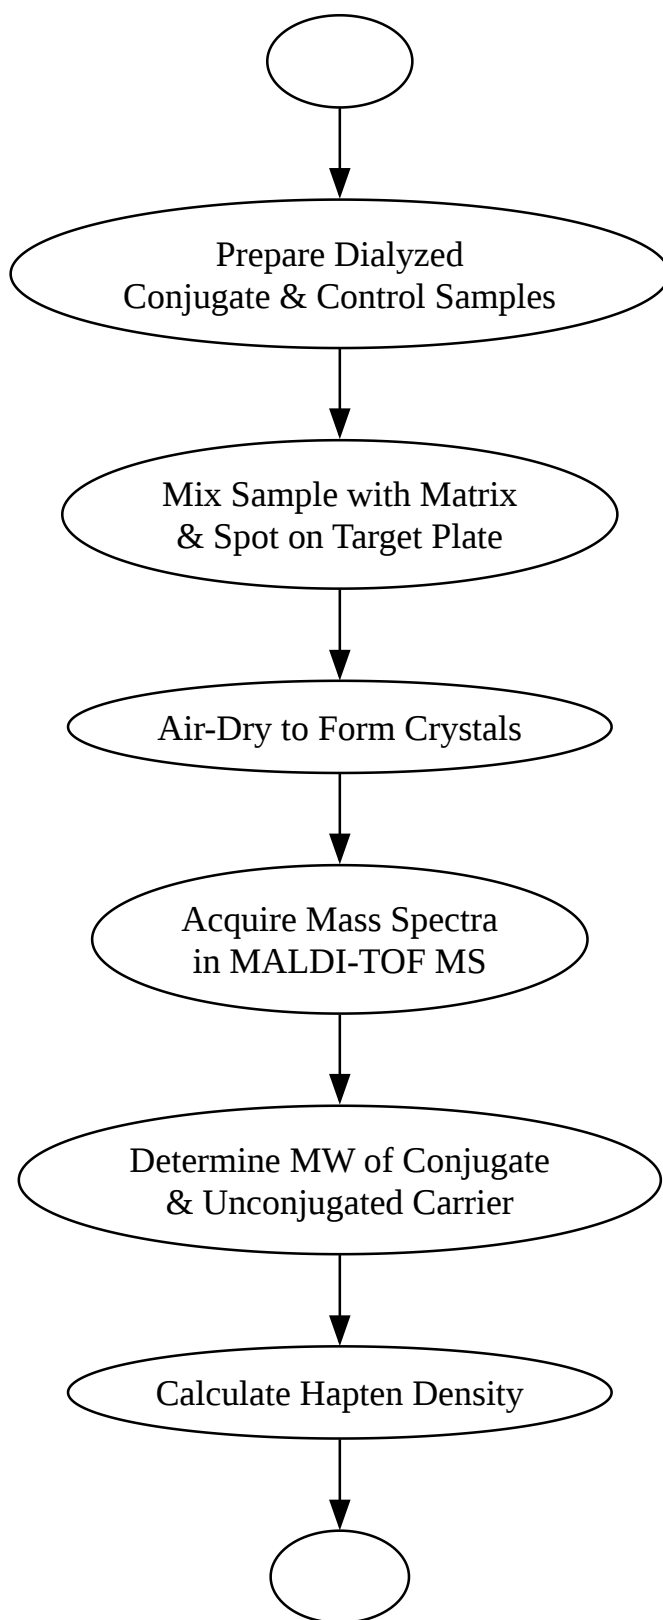 Prepare Dialyzed
Conjugate & Control Samples
Mix Sample with Matrix
& Spot on Target Plate
Air-Dry to Form Crystals
Acquire Mass Spectra
in MALDI-TOF MS
Determine MW of Conjugate
& Unconjugated Carrier
Calculate Hapten Density